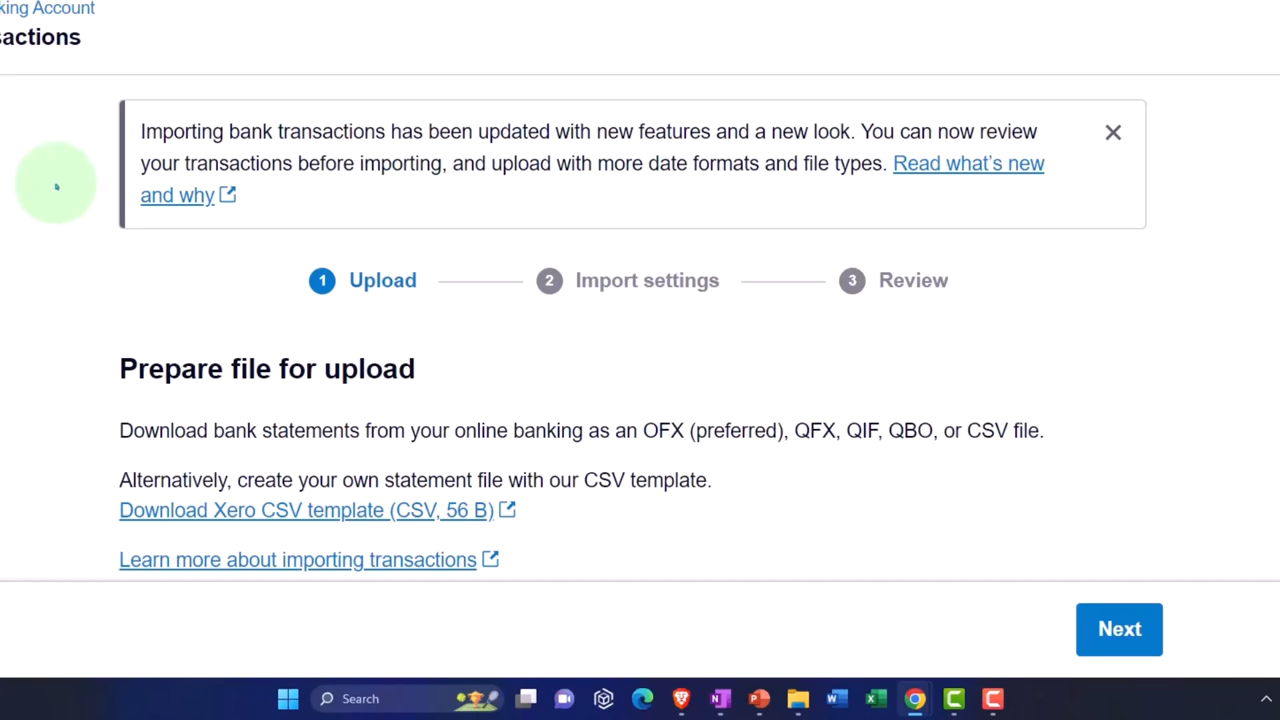 king Account
sactions
Importing bank transactions has been updated with new features and a new look. You can now review
your transactions before importing, and upload with more date formats and file types. Read what's new
and why
1 Upload 2 Import settings 3 Review
Prepare file for upload
Download bank statements from your online banking as an OFX (preferred), QFX, QIF, QBO, or CSV file.
Alternatively, create your own statement file with our CSV template.
Download Xero CSV template (CSV, 56 B)
Learn more about importing transactions
Next
Search